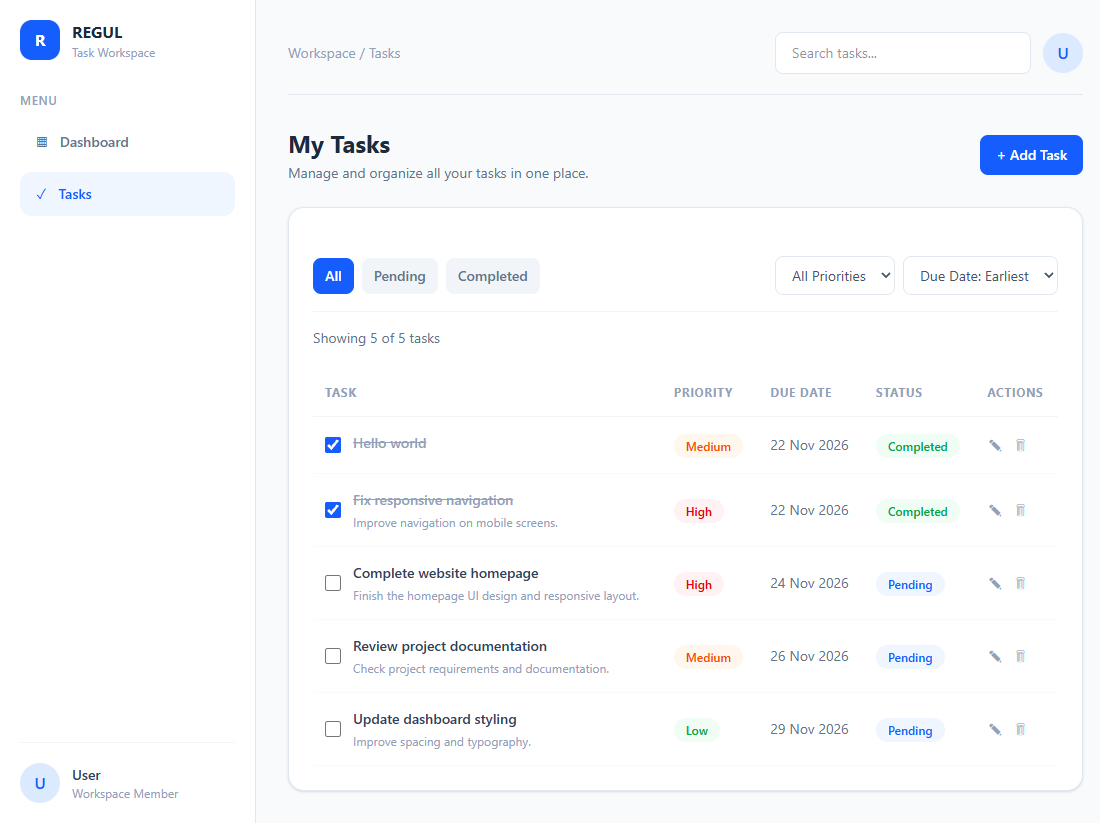 R
REGUL
Task Workspace
MENU
Dashboard
Tasks
User
U
Workspace Member
Workspace / Tasks
Search tasks...
U
My Tasks
Manage and organize all your tasks in one place.
+ Add Task
All
Pending
Completed
All Priorities
Due Date: Earliest
Showing 5 of 5 tasks
TASK PRIORITY DUE DATE STATUS ACTIONS
Hello world Medium 22 Nov 2026 Completed
Fix responsive navigation High 22 Nov 2026 Completed
Improve navigation on mobile screens.
Complete website homepage High 24 Nov 2026 Pending
Finish the homepage UI design and responsive layout.
Review project documentation Medium 26 Nov 2026 Pending
Check project requirements and documentation.
Update dashboard styling Low 29 Nov 2026 Pending
Improve spacing and typography.